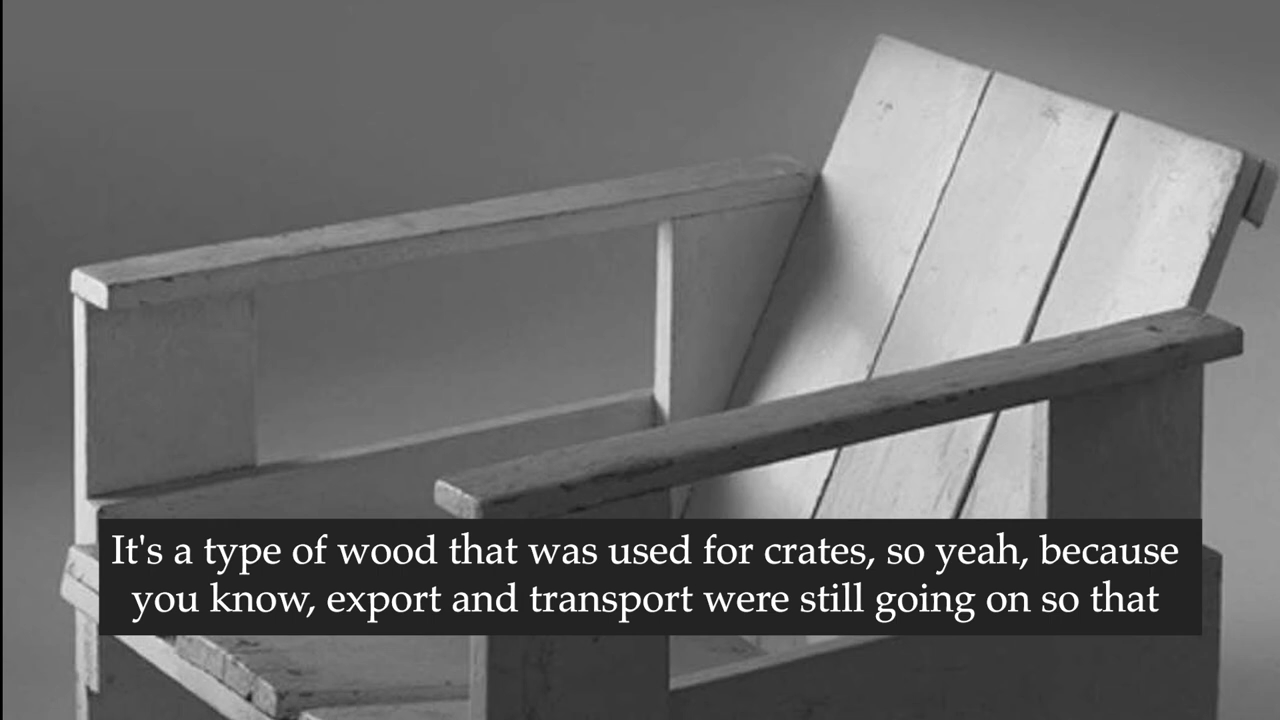 It's a type of wood that was used for crates, so yeah, because
you know, export and transport were still going on so that